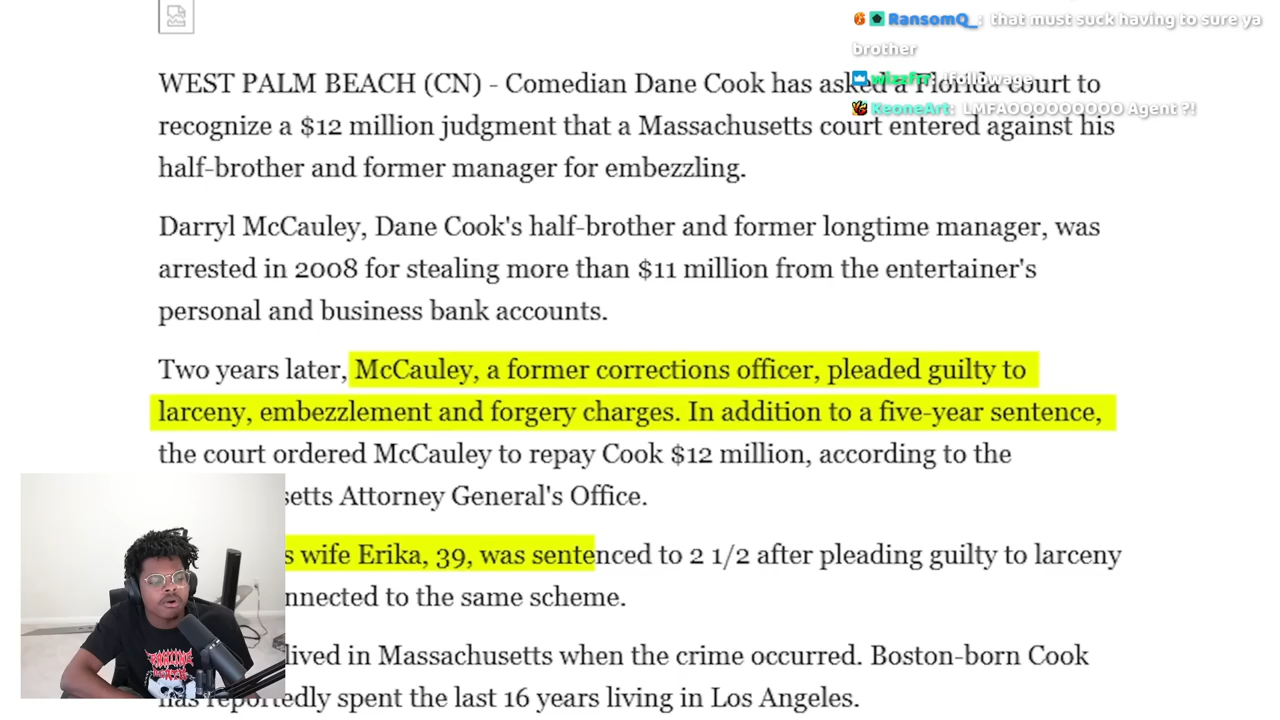 RansomQ_: that must suck having to sure ya
brother
wizzfrr: !followage
KeoneArt: LMFAOOOOOOOOO Agent ?!
WEST PALM BEACH (CN) - Comedian Dane Cook has asked a Florida court to
recognize a $12 million judgment that a Massachusetts court entered against his
half-brother and former manager for embezzling.
Darryl McCauley, Dane Cook's half-brother and former longtime manager, was
arrested in 2008 for stealing more than $11 million from the entertainer's
personal and business bank accounts.
Two years later, McCauley, a former corrections officer, pleaded guilty to
larceny, embezzlement and forgery charges. In addition to a five-year sentence,
the court ordered McCauley to repay Cook $12 million, according to the
setts Attorney General's Office.
s wife Erika, 39, was sentenced to 2 1/2 after pleading guilty to larceny
nnected to the same scheme.
lived in Massachusetts when the crime occurred. Boston-born Cook
has reportedly spent the last 16 years living in Los Angeles.